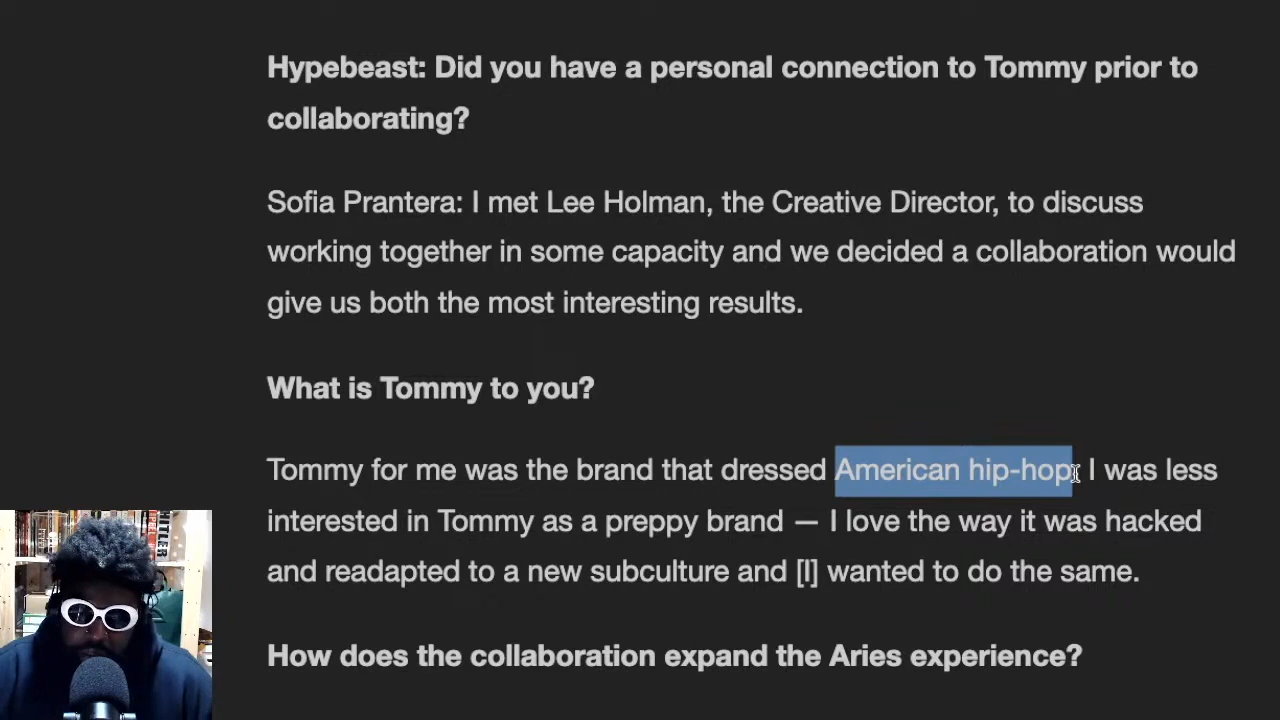 Hypebeast: Did you have a personal connection to Tommy prior to
collaborating?
Sofia Prantera: I met Lee Holman, the Creative Director, to discuss
working together in some capacity and we decided a collaboration would
give us both the most interesting results.
What is Tommy to you?
Tommy for me was the brand that dressed American hip-hop; I was less
interested in Tommy as a preppy brand — I love the way it was hacked
and readapted to a new subculture and [I] wanted to do the same.
How does the collaboration expand the Aries experience?